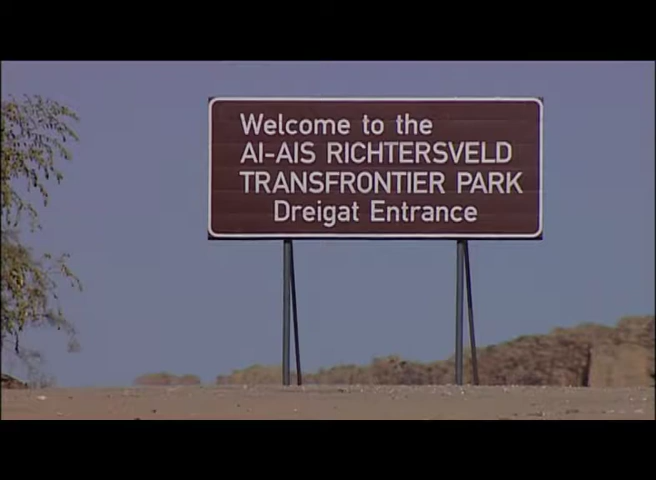 Welcome to the
AI-AIS RICHTERSVELD
TRANSFRONTIER PARK
Dreigat Entrance